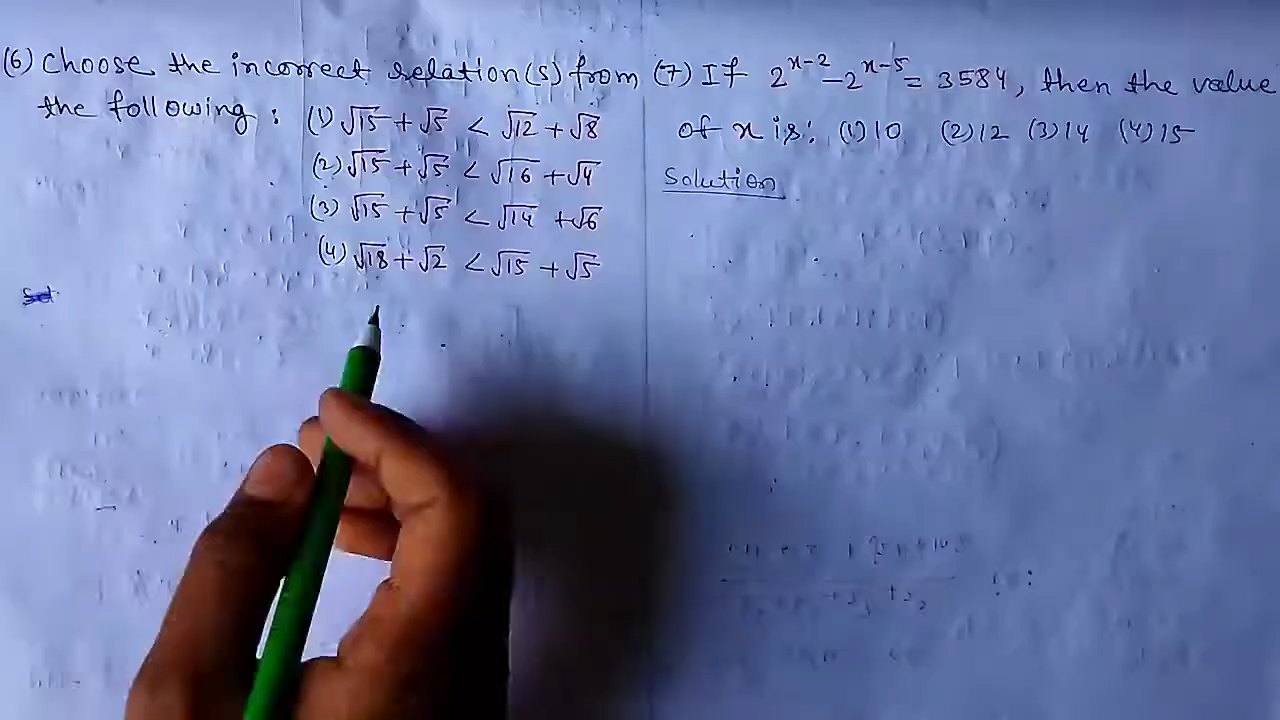 (6) Choose the incorrect relation(s) from
the following: (1) √15 + √5 < √12 + √8
(2) √15 + √5 < √16 + √4
(3) √15 + √5 < √14 + √6
(4) √18 + √2 < √15 + √5
(7) If 2^(x-2) - 2^(x-5) = 3584, then the value
of x is: (1) 10 (2) 12 (3) 14 (4) 15
Solution